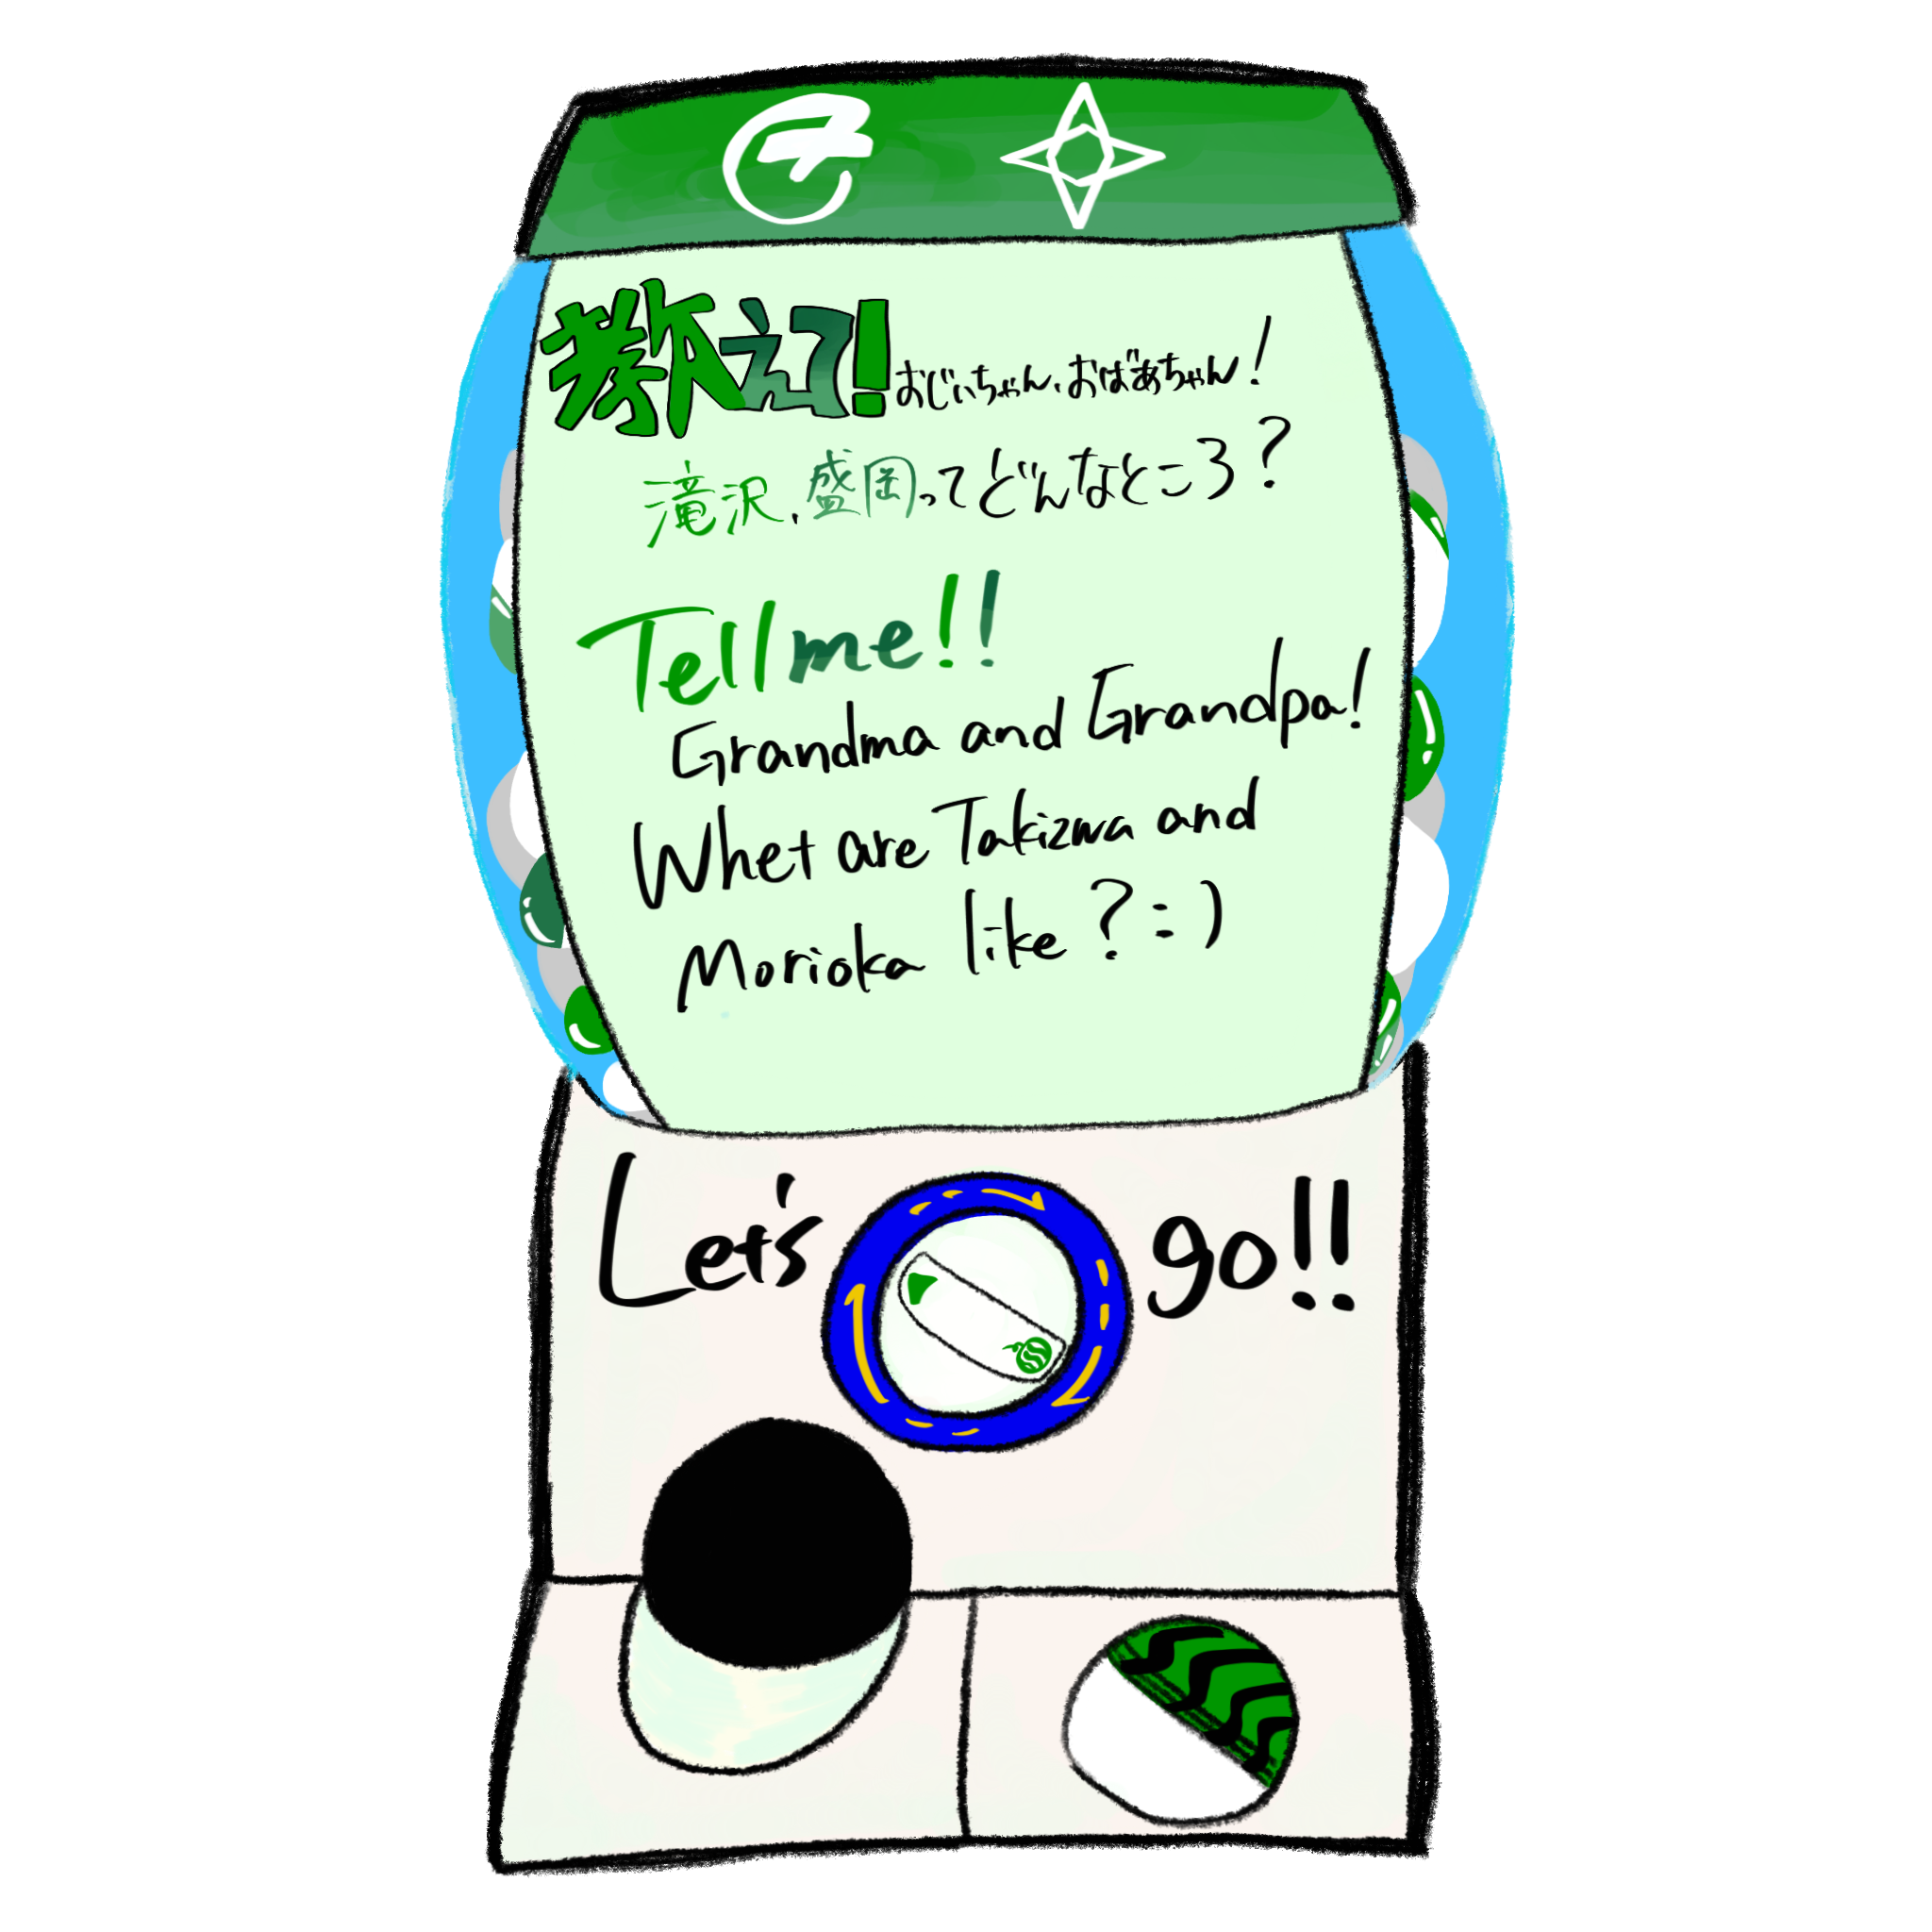 教えて!おじいちゃん、おばあちゃん!
滝沢、盛岡ってどんなところ?
Tell me!!
Grandma and Grandpa!
Whet are Takizwa and
Morioka like?=)
Let's go!!